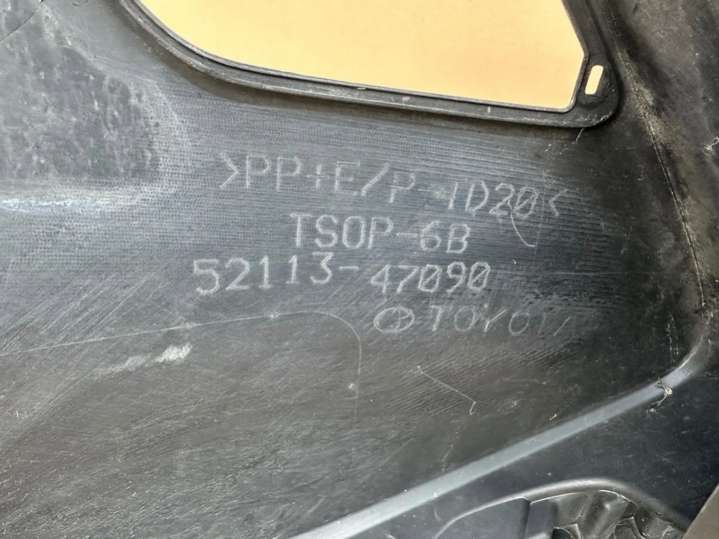 >PP+E/P-TD20<
TSOP-6B
52113-47090
TOYOTA